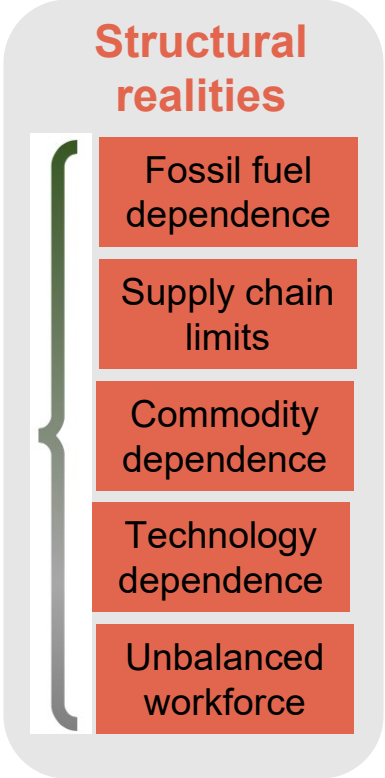 Structural
realities
Fossil fuel
dependence
Supply chain
limits
Commodity
dependence
Technology
dependence
Unbalanced
workforce